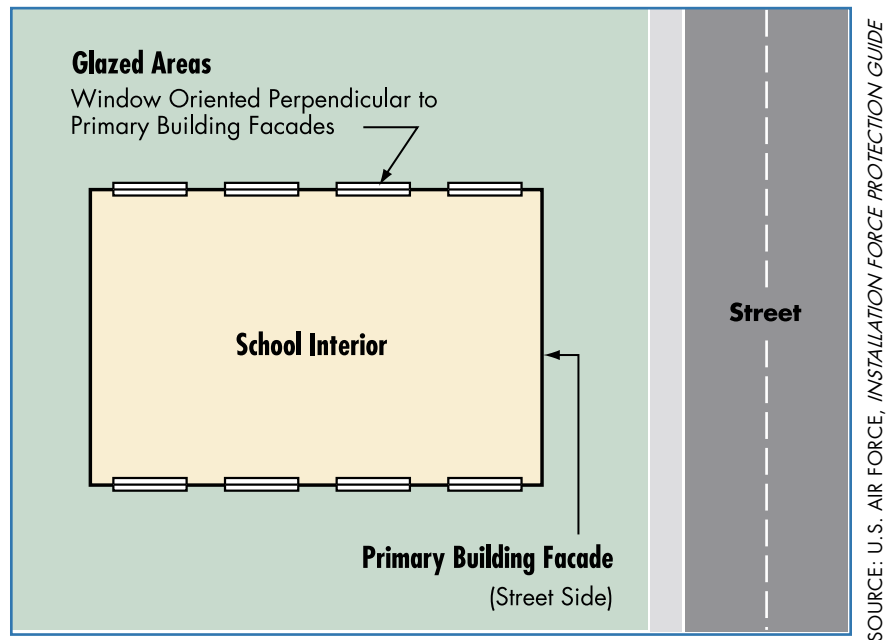 Glazed Areas
Window Oriented Perpendicular to
Primary Building Facades
School Interior
Street
Primary Building Facade
(Street Side)
SOURCE: U.S. AIR FORCE, INSTALLATION FORCE PROTECTION GUIDE